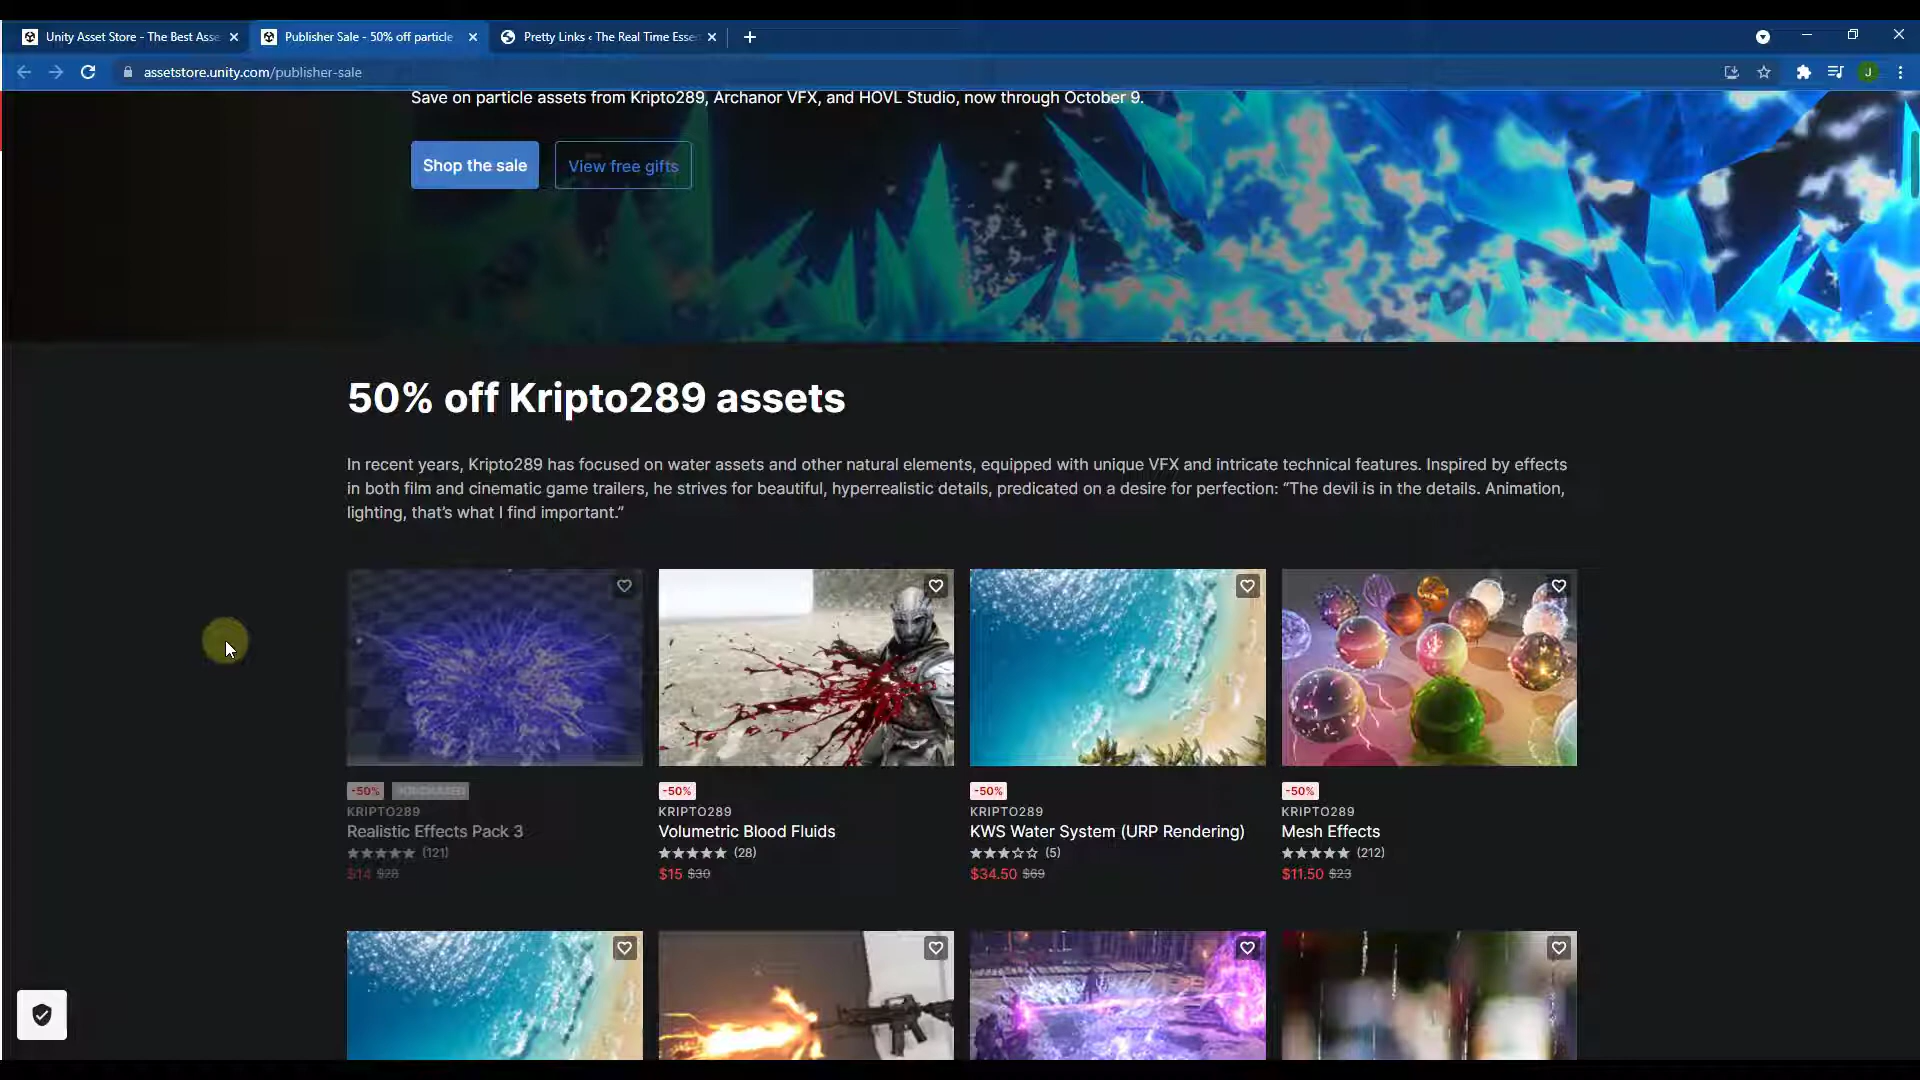 Unity Asset Store - The Best Asse
Publisher Sale - 50% off particle
Pretty Links ‹ The Real Time Esse
assetstore.unity.com/publisher-sale
J
Save on particle assets from Kripto289, Archanor VFX, and HOVL Studio, now through October 9.
Shop the sale
View free gifts
50% off Kripto289 assets
In recent years, Kripto289 has focused on water assets and other natural elements, equipped with unique VFX and intricate technical features. Inspired by effects
in both film and cinematic game trailers, he strives for beautiful, hyperrealistic details, predicated on a desire for perfection: “The devil is in the details. Animation,
lighting, that’s what I find important.”
-50%
KRIPTO289
Realistic Effects Pack 3
(121)
$14 $28
-50%
KRIPTO289
Volumetric Blood Fluids
(28)
$15 $30
-50%
KRIPTO289
KWS Water System (URP Rendering)
(5)
$34.50 $69
-50%
KRIPTO289
Mesh Effects
(212)
$11.50 $23